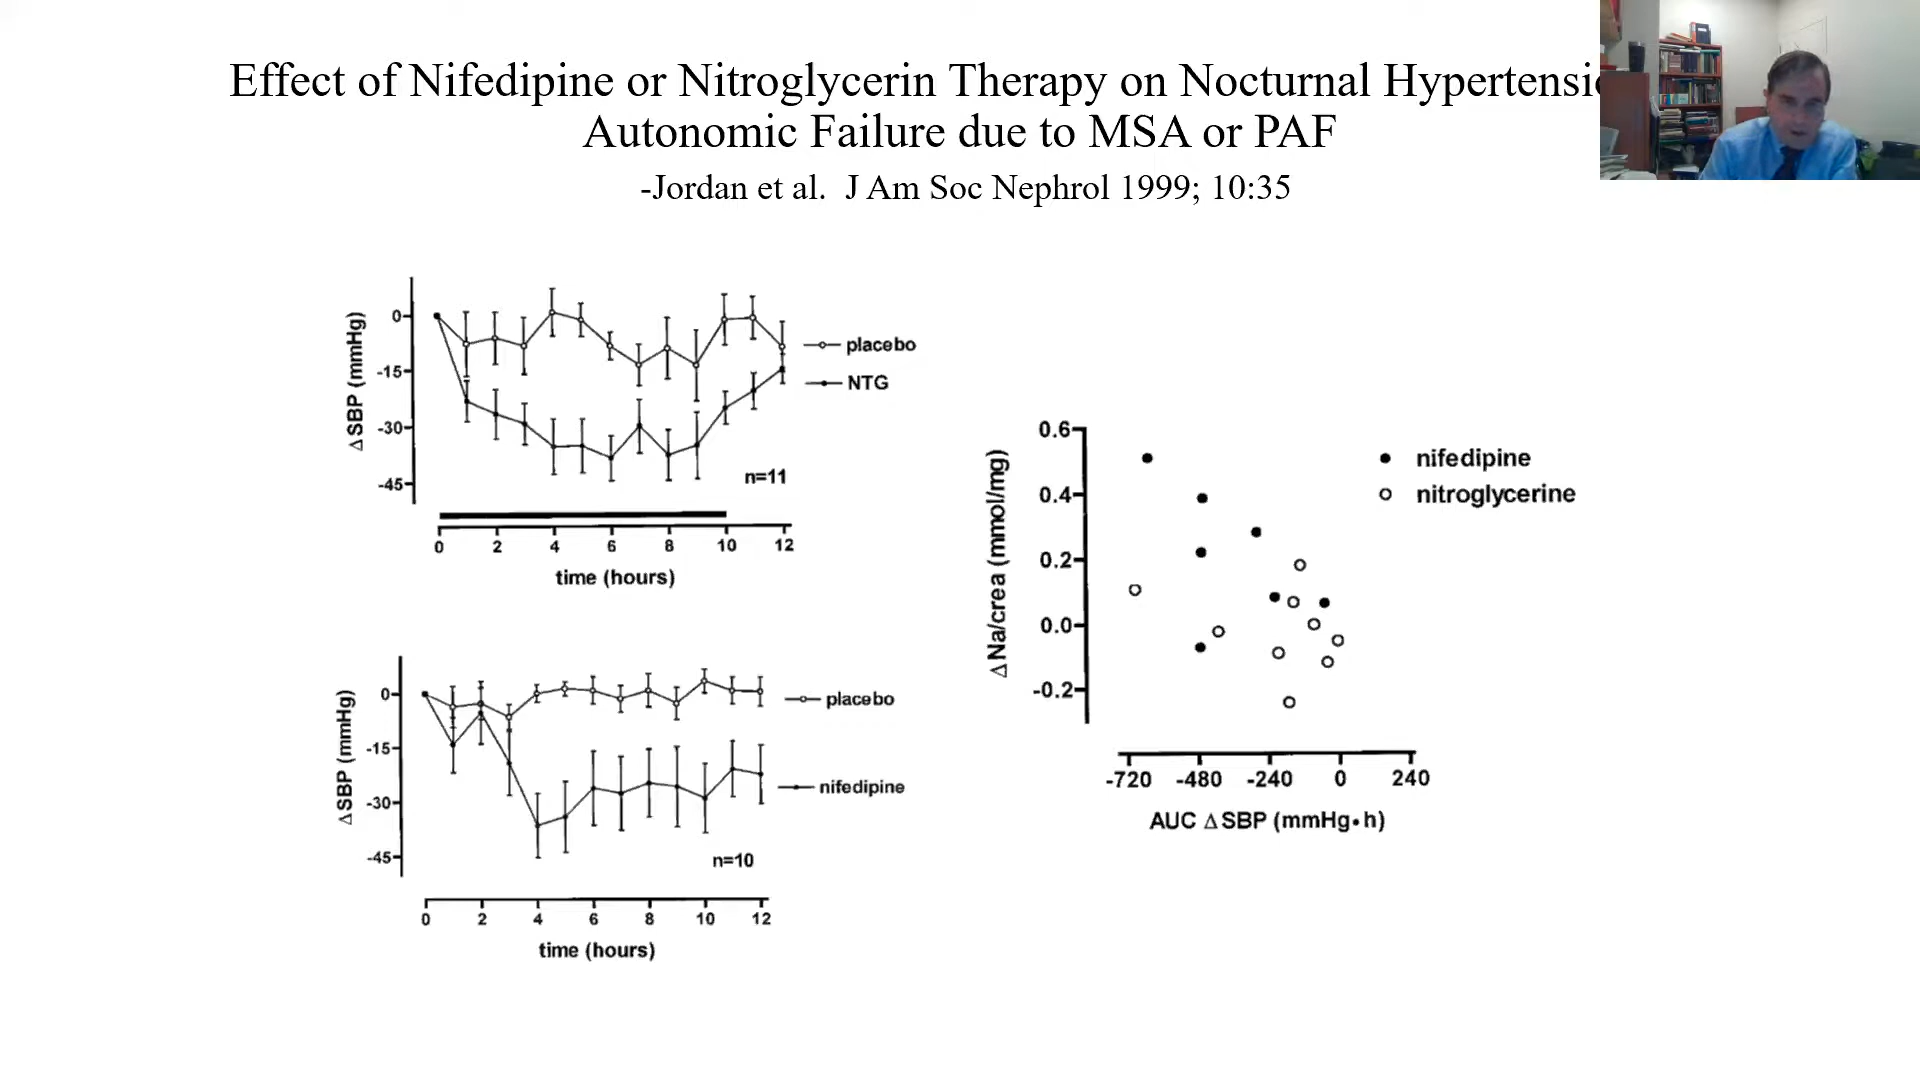 Effect of Nifedipine or Nitroglycerin Therapy on Nocturnal Hypertensi
Autonomic Failure due to MSA or PAF
-Jordan et al. J Am Soc Nephrol 1999; 10:35
ΔSBP (mmHg)
0
-15
-30
-45
placebo
NTG
n=11
0 2 4 6 8 10 12
time (hours)
ΔSBP (mmHg)
0
-15
-30
-45
placebo
nifedipine
n=10
0 2 4 6 8 10 12
time (hours)
ΔNa/crea (mmol/mg)
0.6
0.4
0.2
0.0
-0.2
nifedipine
nitroglycerine
-720 -480 -240 0 240
AUC ΔSBP (mmHg•h)